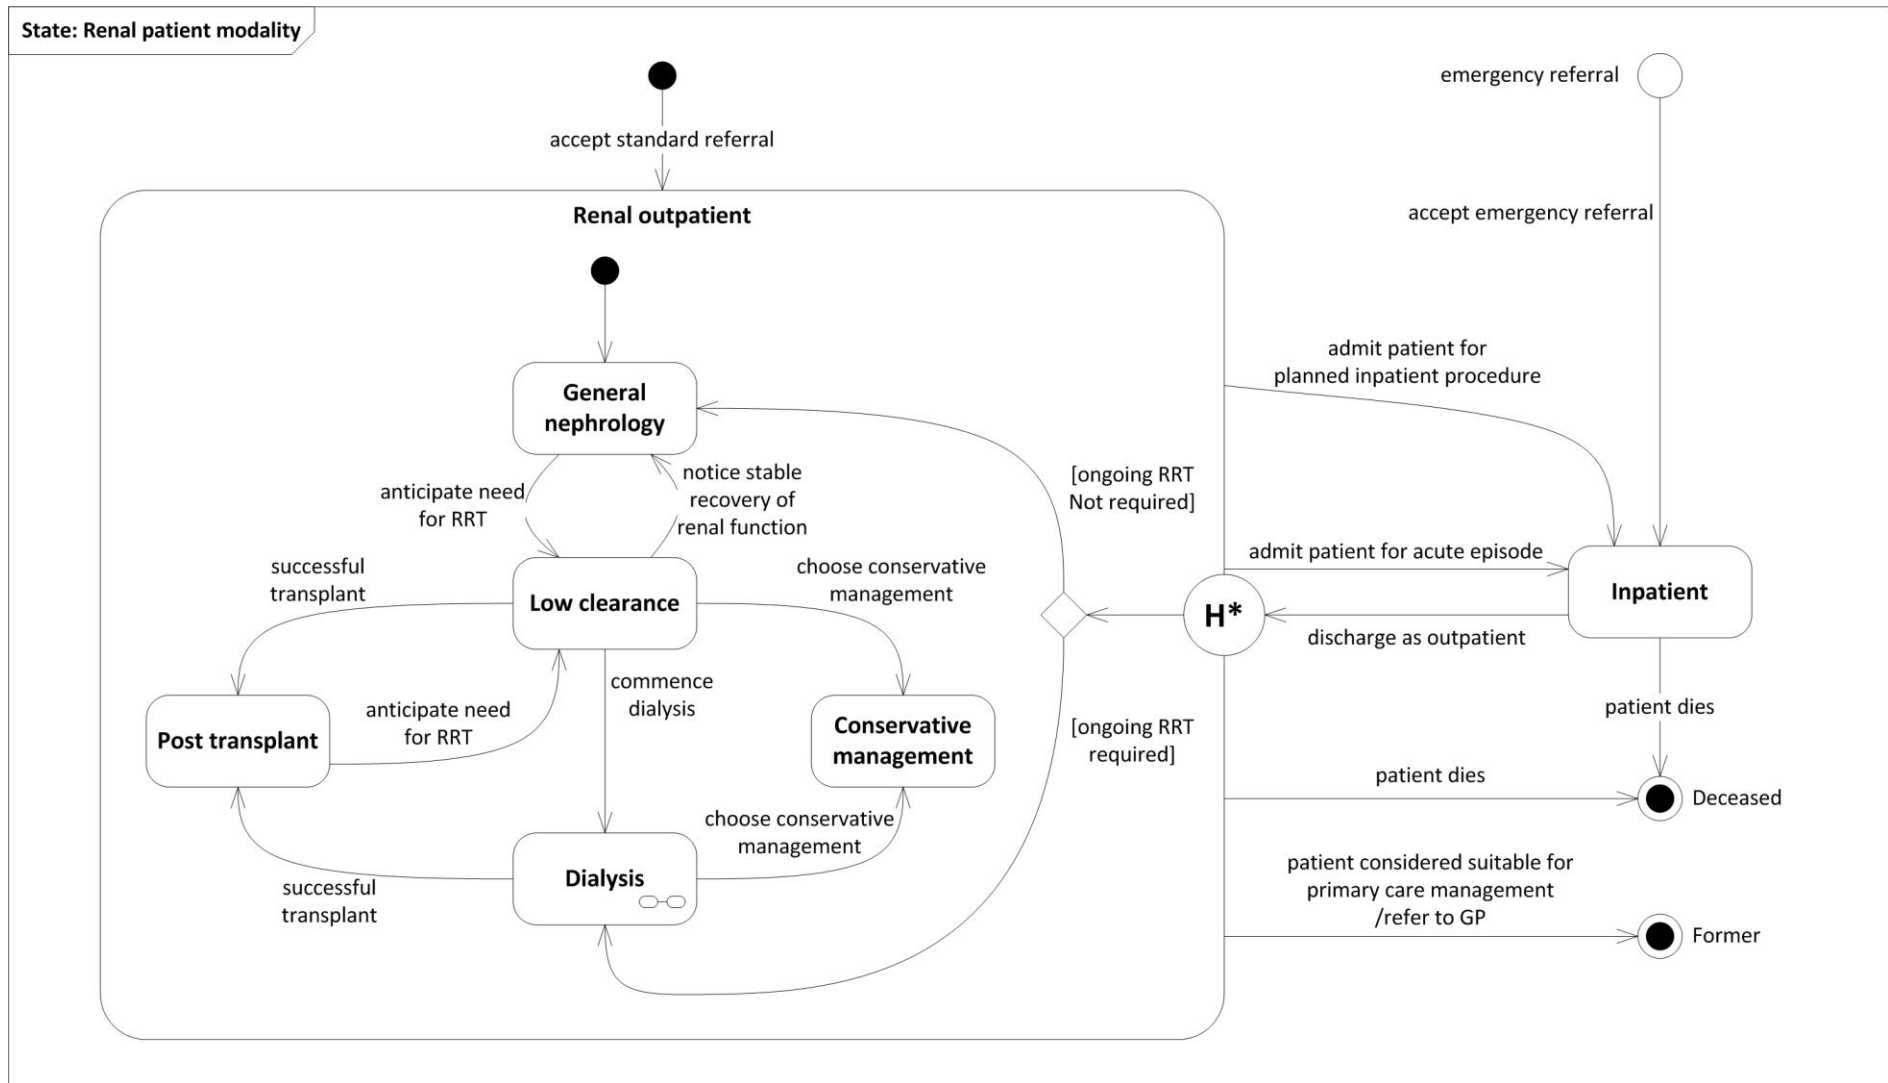 State: Renal patient modality
emergency referral
accept standard referral
accept emergency referral
Renal outpatient
admit patient for
planned inpatient procedure
General
nephrology
notice stable
recovery of
renal function
anticipate need
for RRT
[ongoing RRT
Not required]
admit patient for acute episode
successful
transplant
choose conservative
management
Low clearance
Inpatient
H*
discharge as outpatient
commence
dialysis
anticipate need
for RRT
Post transplant
Conservative
management
[ongoing RRT
required]
patient dies
patient dies
Deceased
choose conservative
management
Dialysis
successful
transplant
patient considered suitable for
primary care management
/refer to GP
Former